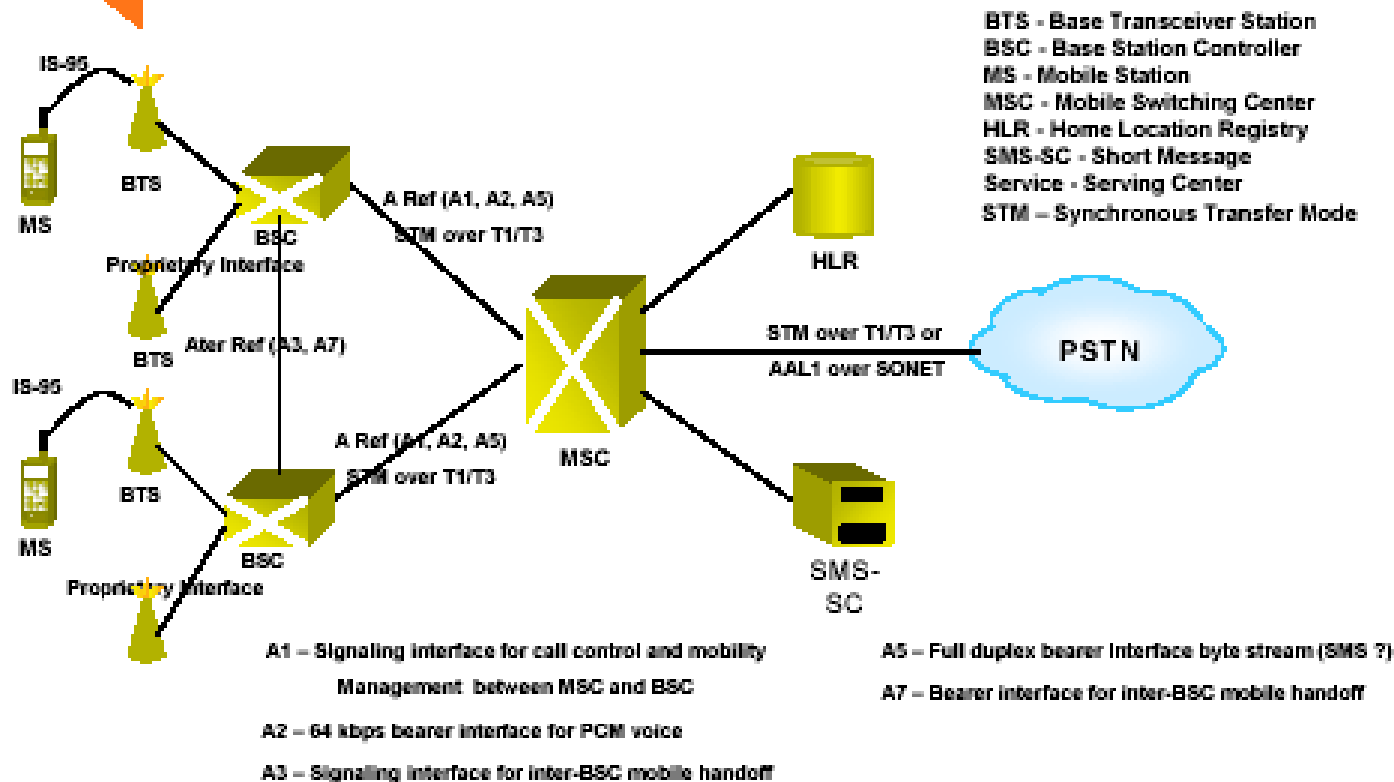 BTS - Base Transceiver Station
BSC - Base Station Controller
MS - Mobile Station
MSC - Mobile Switching Center
HLR - Home Location Registry
SMS-SC - Short Message
Service - Serving Center
STM – Synchronous Transfer Mode
IS-95
BTS
MS
A Ref (A1, A2, A5)
STM over T1/T3
BSC
Proprietary Interface
HLR
BTS
Ater Ref (A3, A7)
STM over T1/T3 or
AAL1 over SONET
PSTN
IS-95
A Ref (A1, A2, A5)
STM over T1/T3
MSC
BTS
MS
BSC
Proprietary Interface
SMS-
SC
A1 – Signaling interface for call control and mobility
Management between MSC and BSC
A2 – 64 kbps bearer interface for PCM voice
A3 – Signaling interface for inter-BSC mobile handoff
A5 – Full duplex bearer interface byte stream (SMS ?)
A7 – Bearer interface for inter-BSC mobile handoff